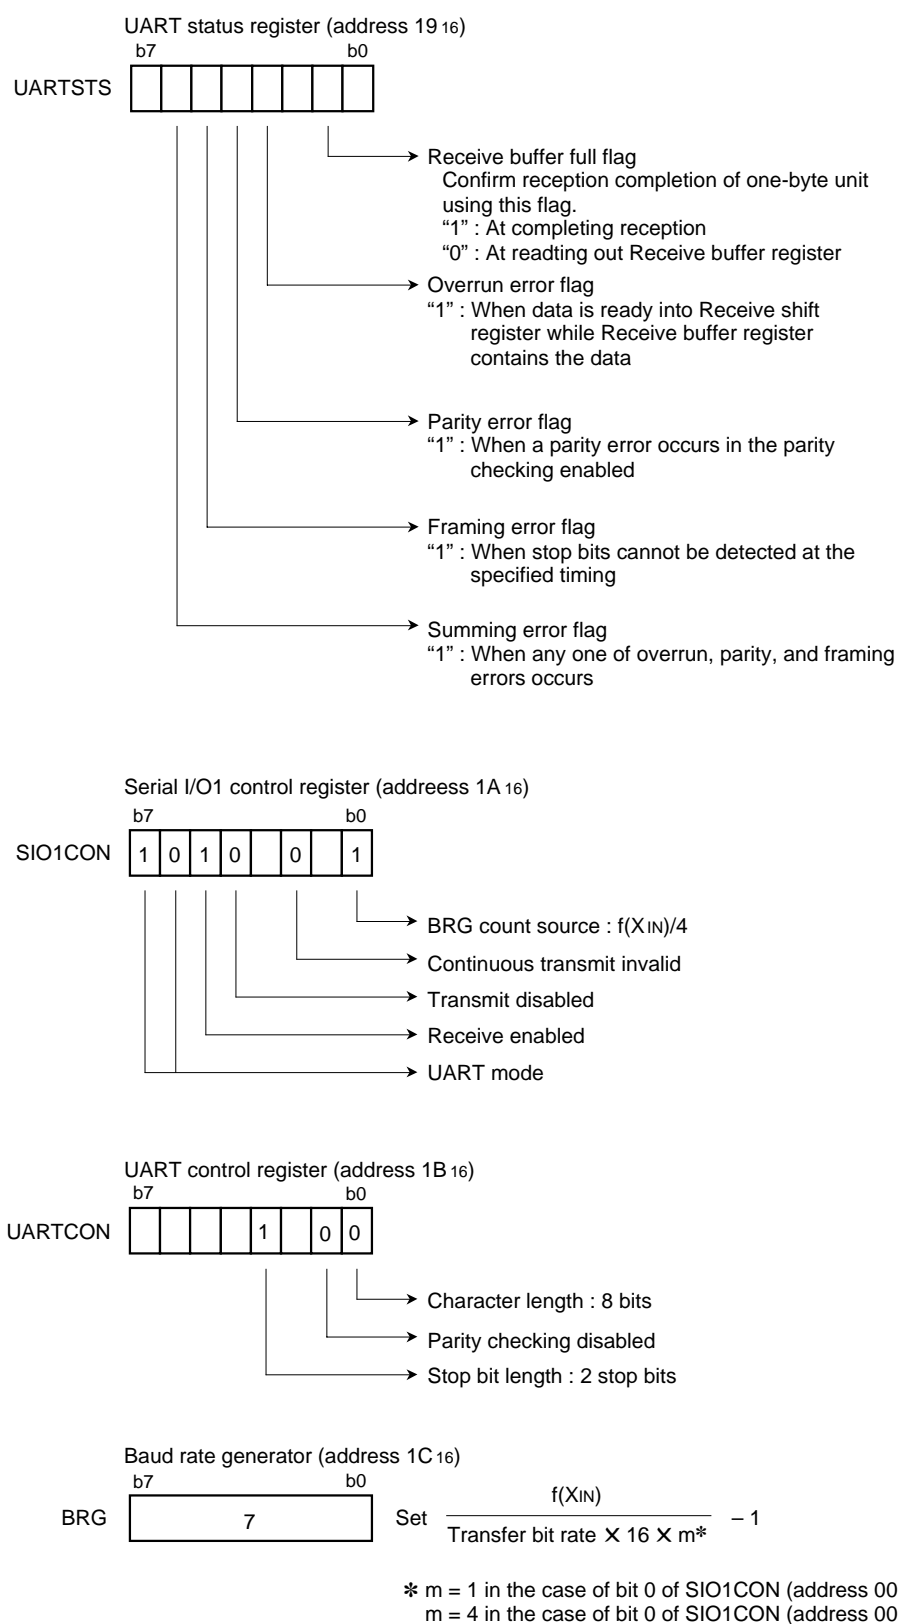 UART status register (address 19 16)
b7 b0
UARTSTS
Receive buffer full flag
Confirm reception completion of one-byte unit
using this flag.
“1” : At completing reception
“0” : At readting out Receive buffer register
Overrun error flag
“1” : When data is ready into Receive shift
register while Receive buffer register
contains the data
Parity error flag
“1” : When a parity error occurs in the parity
checking enabled
Framing error flag
“1” : When stop bits cannot be detected at the
specified timing
Summing error flag
“1” : When any one of overrun, parity, and framing
errors occurs
Serial I/O1 control register (addreess 1A 16)
b7 b0
SIO1CON 1 0 1 0 0 1
BRG count source : f(XIN)/4
Continuous transmit invalid
Transmit disabled
Receive enabled
UART mode
UART control register (address 1B 16)
b7 b0
UARTCON 1 0 0
Character length : 8 bits
Parity checking disabled
Stop bit length : 2 stop bits
Baud rate generator (address 1C 16)
b7 b0
f(XIN)
BRG 7 Set – 1
Transfer bit rate ✕ 16 ✕ m✻
✻ m = 1 in the case of bit 0 of SIO1CON (address 00
m = 4 in the case of bit 0 of SIO1CON (address 00